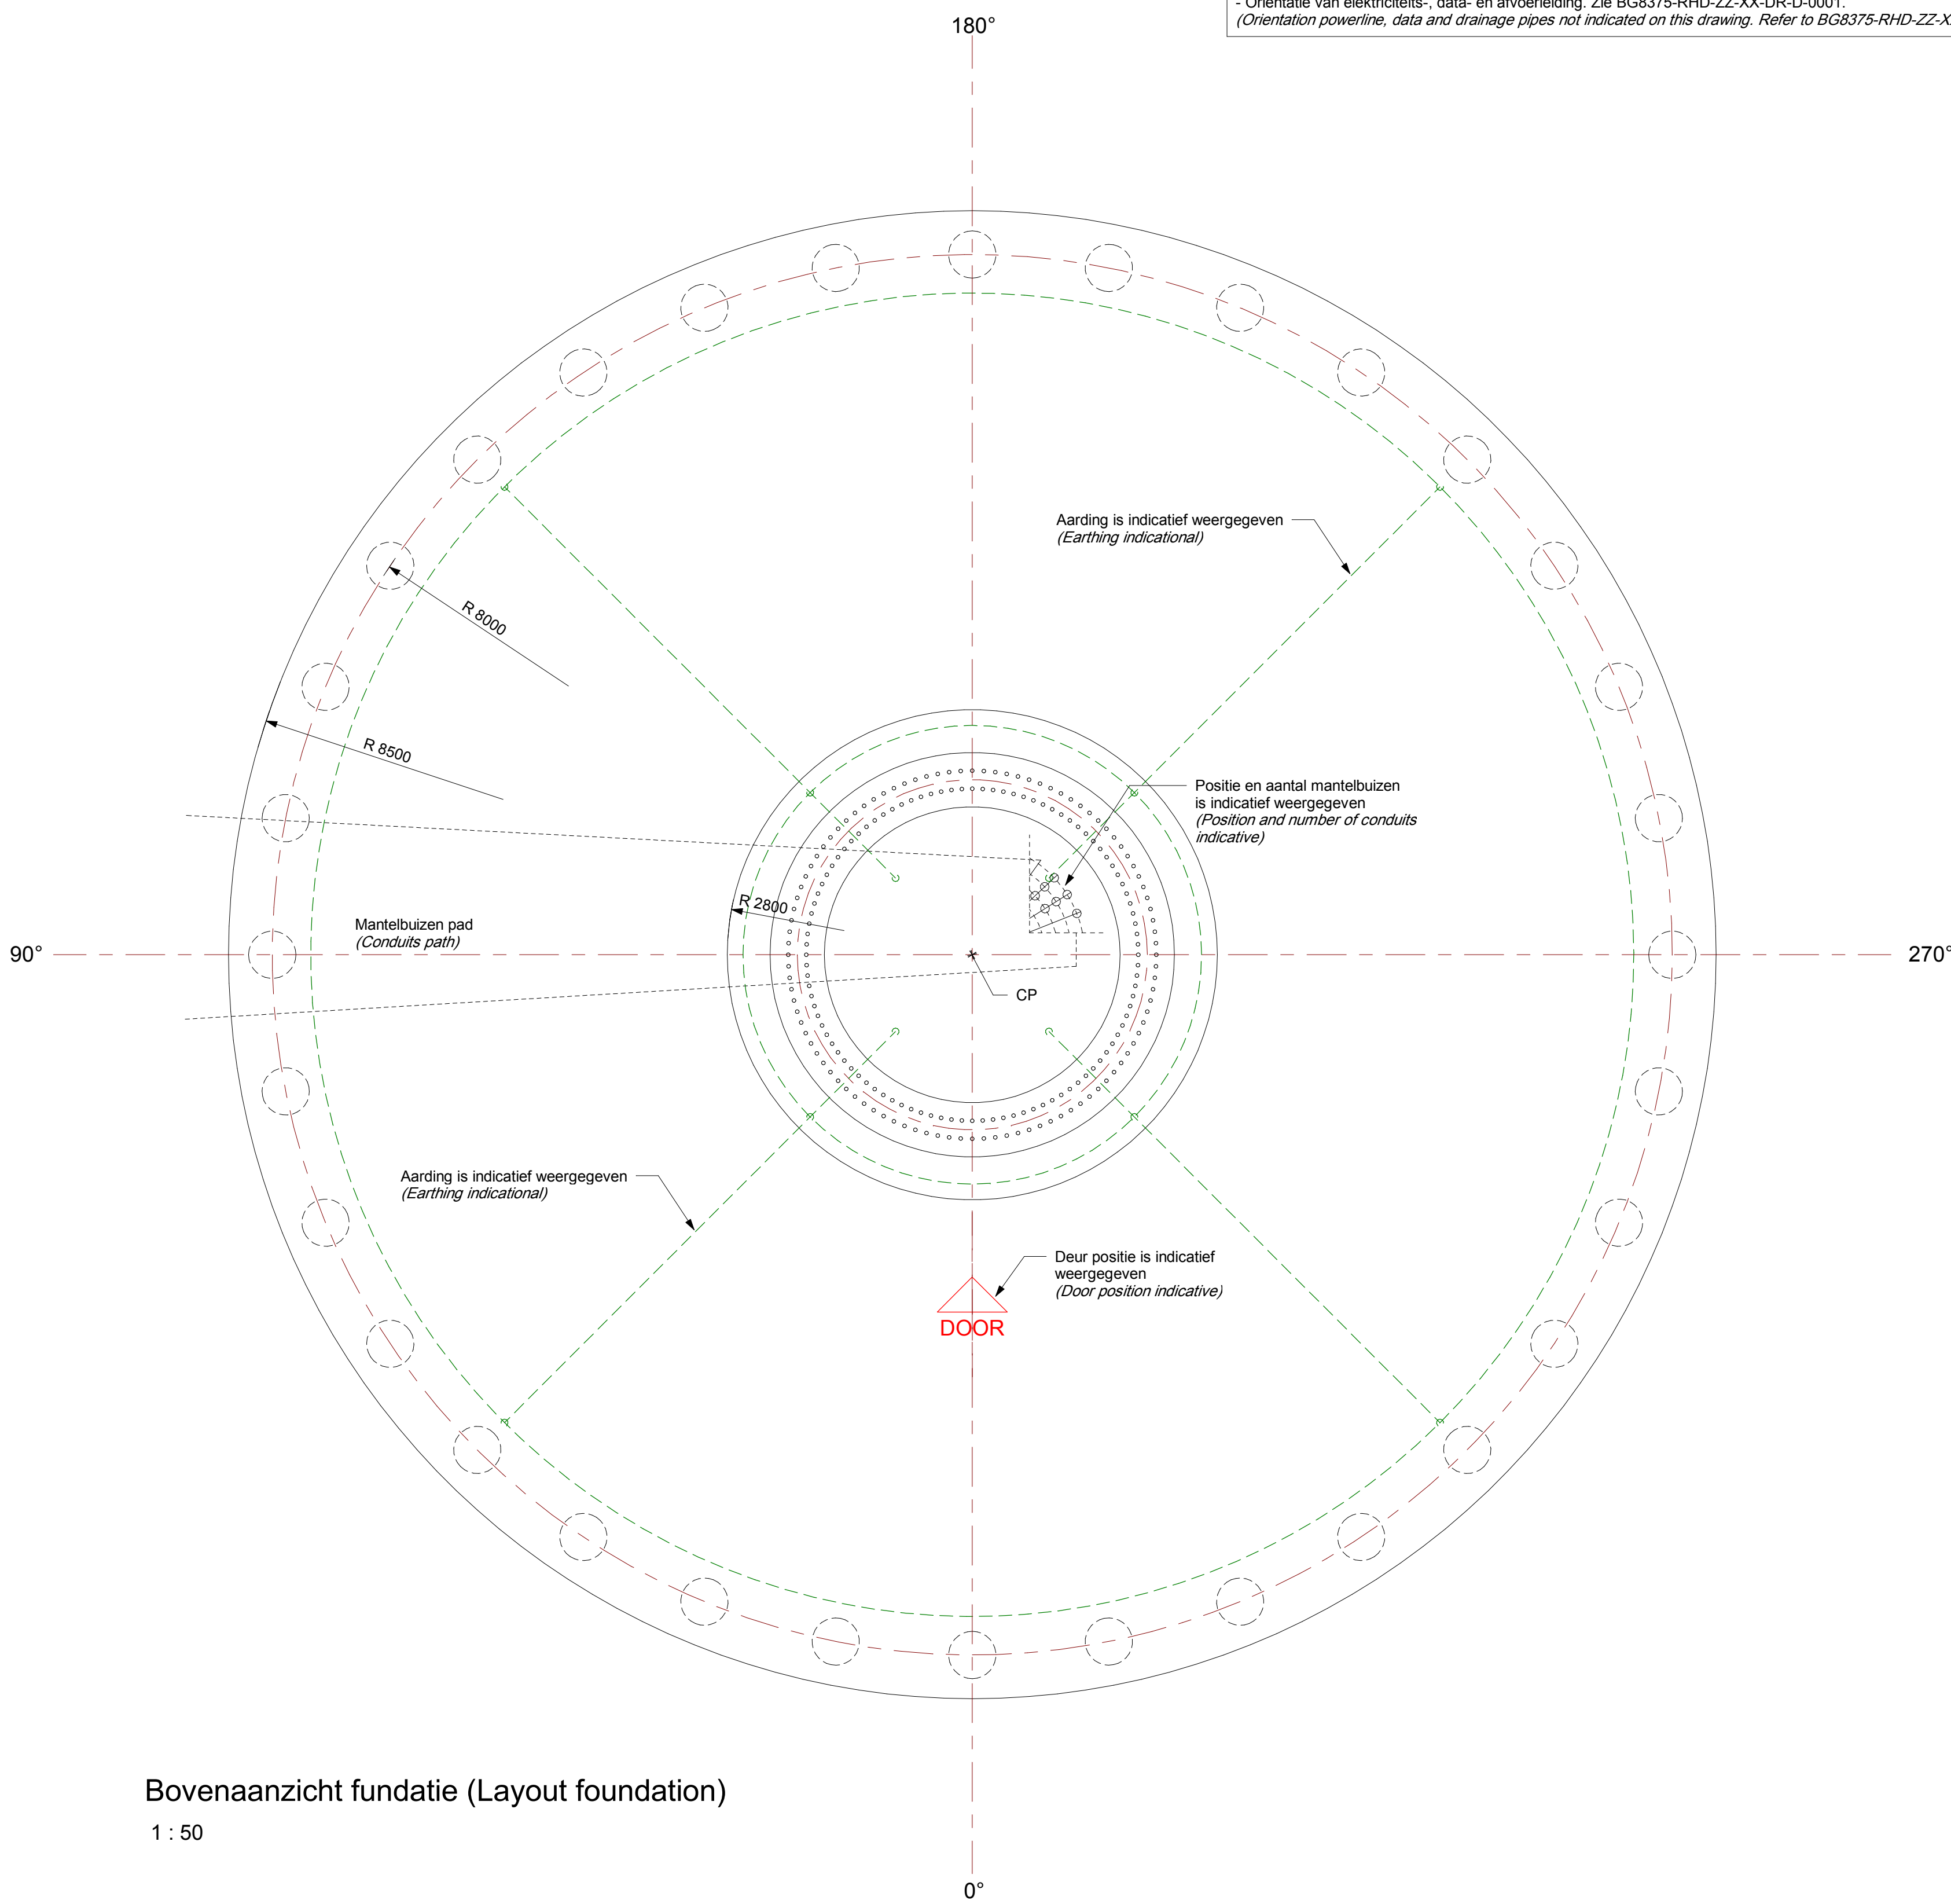 - Oriëntatie van elektriciteits-, data- en afvoerleiding. Zie BG8375-RHD-ZZ-XX-DR-D-0001.
(Orientation powerline, data and drainage pipes not indicated on this drawing. Refer to BG8375-RHD-ZZ-X
180°
Aarding is indicatief weergegeven
(Earthing indicational)
R 8000
R 8500
Positie en aantal mantelbuizen
is indicatief weergegeven
(Position and number of conduits
indicative)
R 2800
Mantelbuizen pad
(Conduits path)
90°
270°
CP
Aarding is indicatief weergegeven
(Earthing indicational)
Deur positie is indicatief
weergegeven
(Door position indicative)
DOOR
Bovenaanzicht fundatie (Layout foundation)
1 : 50
0°